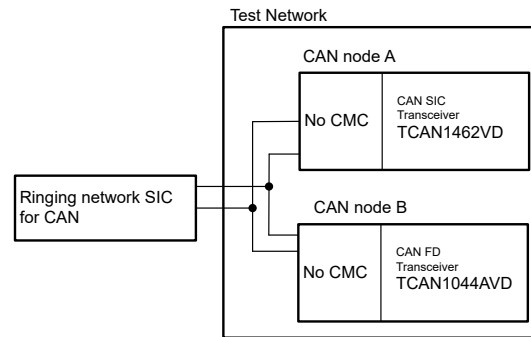 Test Network
CAN node A
No CMC
CAN SIC
Transceiver
TCAN1462VD
Ringing network SIC
for CAN
CAN node B
No CMC
CAN FD
Transceiver
TCAN1044AVD